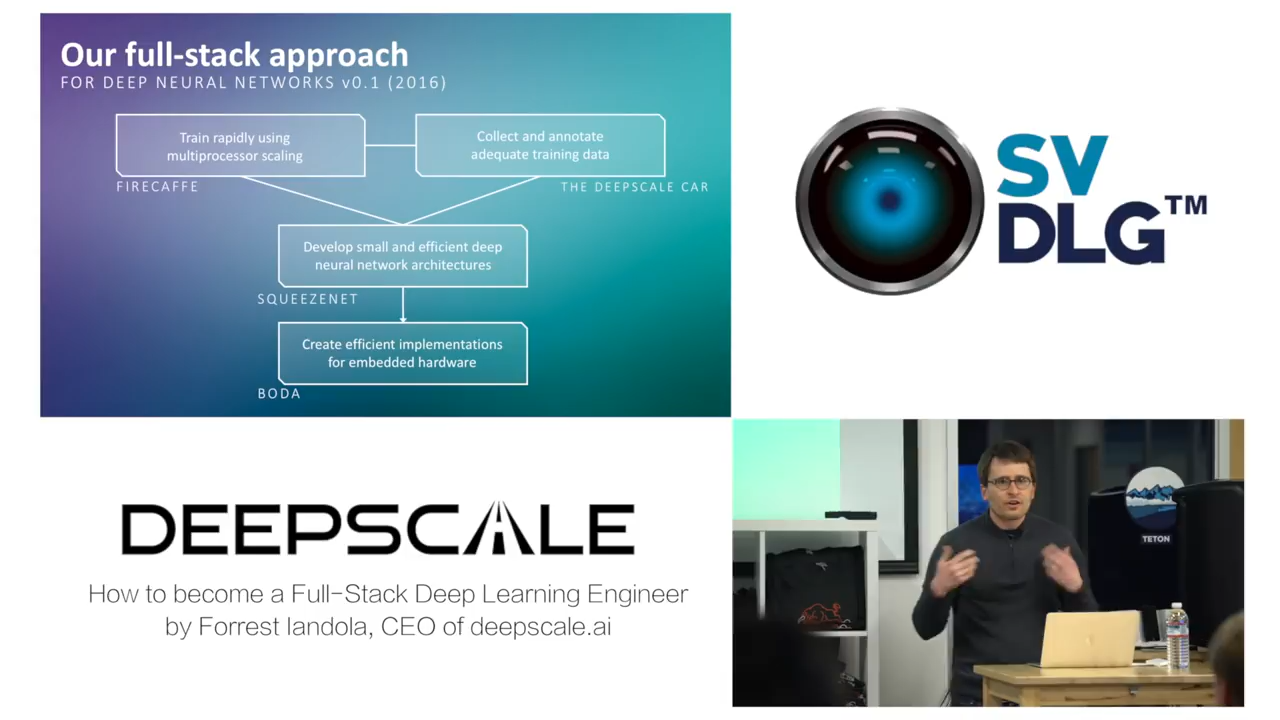 Our full-stack approach
FOR DEEP NEURAL NETWORKS v0.1 (2016)
Train rapidly using
multiprocessor scaling
FIRECAFFE
Collect and annotate
adequate training data
THE DEEPSCALE CAR
Develop small and efficient deep
neural network architectures
SQUEEZENET
Create efficient implementations
for embedded hardware
BODA
SV
DLG™
DEEPSCALE
How to become a Full-Stack Deep Learning Engineer
by Forrest Iandola, CEO of deepscale.ai
TETON